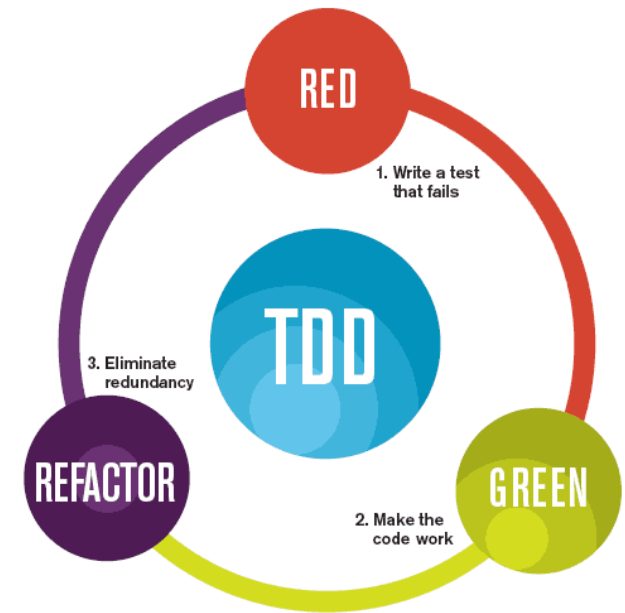 RED
1. Write a test
that fails
TDD
3. Eliminate
redundancy
REFACTOR
GREEN
2. Make the
code work